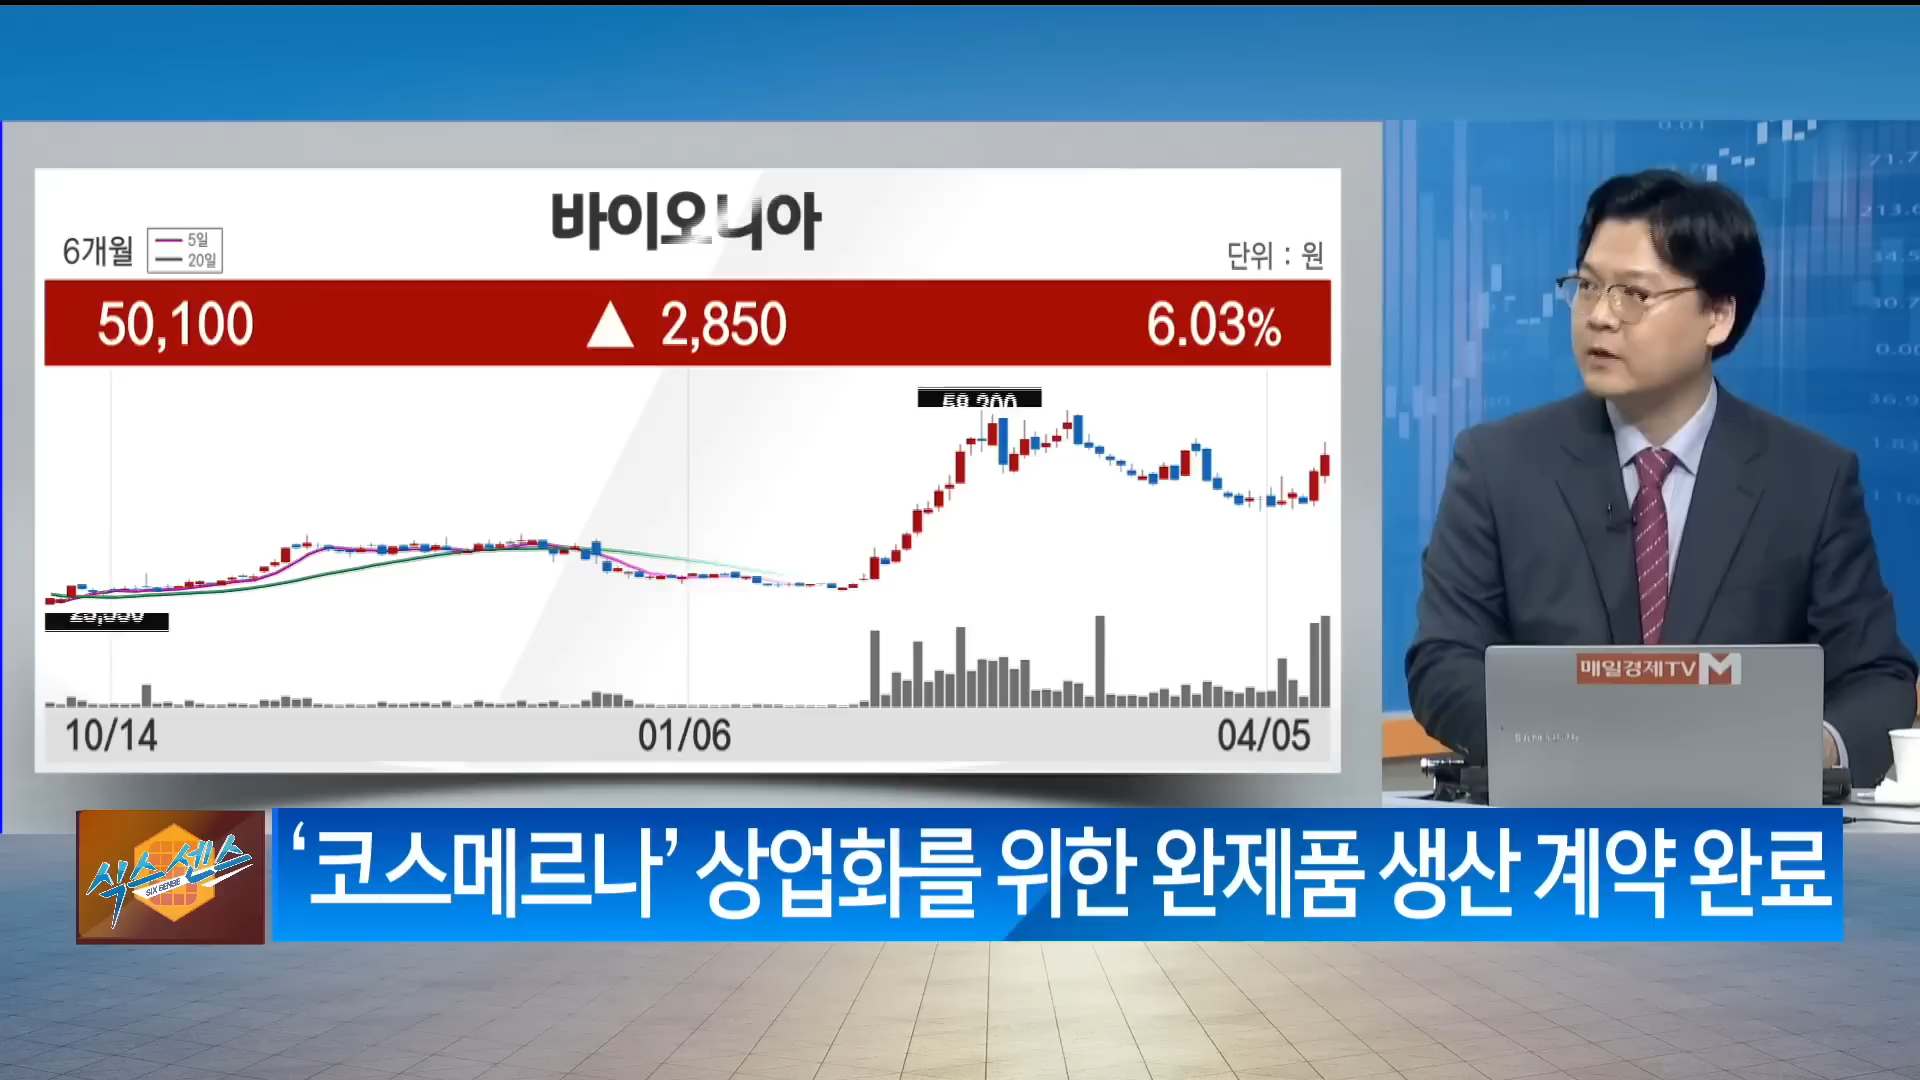 바이오니아
6개월
5일
20일
단위 : 원
50,100 ▲ 2,850 6.03%
10/14 01/06 04/05
매일경제TV M
식스센스
SIX SENSE
‘코스메르나’ 상업화를 위한 완제품 생산 계약 완료